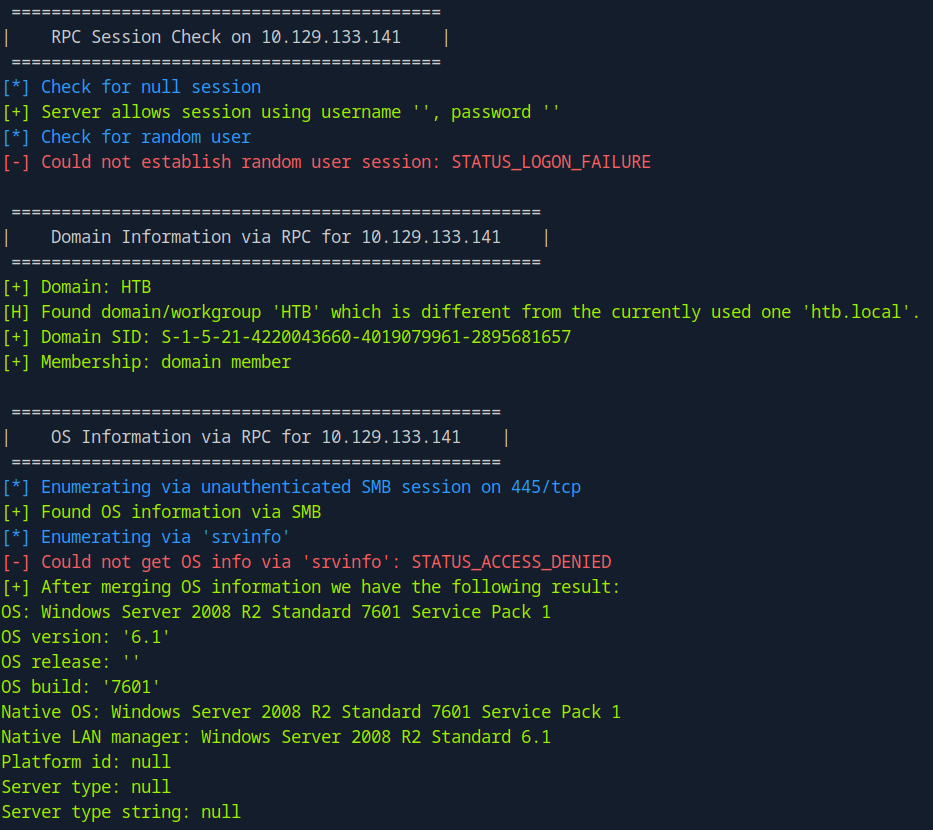 ===========================================
|    RPC Session Check on 10.129.133.141    |
 ===========================================
[*] Check for null session
[+] Server allows session using username '', password ''
[*] Check for random user
[-] Could not establish random user session: STATUS_LOGON_FAILURE

 =====================================================
|    Domain Information via RPC for 10.129.133.141    |
 =====================================================
[+] Domain: HTB
[H] Found domain/workgroup 'HTB' which is different from the currently used one 'htb.local'.
[+] Domain SID: S-1-5-21-4220043660-4019079961-2895681657
[+] Membership: domain member

 =================================================
|    OS Information via RPC for 10.129.133.141    |
 =================================================
[*] Enumerating via unauthenticated SMB session on 445/tcp
[+] Found OS information via SMB
[*] Enumerating via 'srvinfo'
[-] Could not get OS info via 'srvinfo': STATUS_ACCESS_DENIED
[+] After merging OS information we have the following result:
OS: Windows Server 2008 R2 Standard 7601 Service Pack 1
OS version: '6.1'
OS release: ''
OS build: '7601'
Native OS: Windows Server 2008 R2 Standard 7601 Service Pack 1
Native LAN manager: Windows Server 2008 R2 Standard 6.1
Platform id: null
Server type: null
Server type string: null